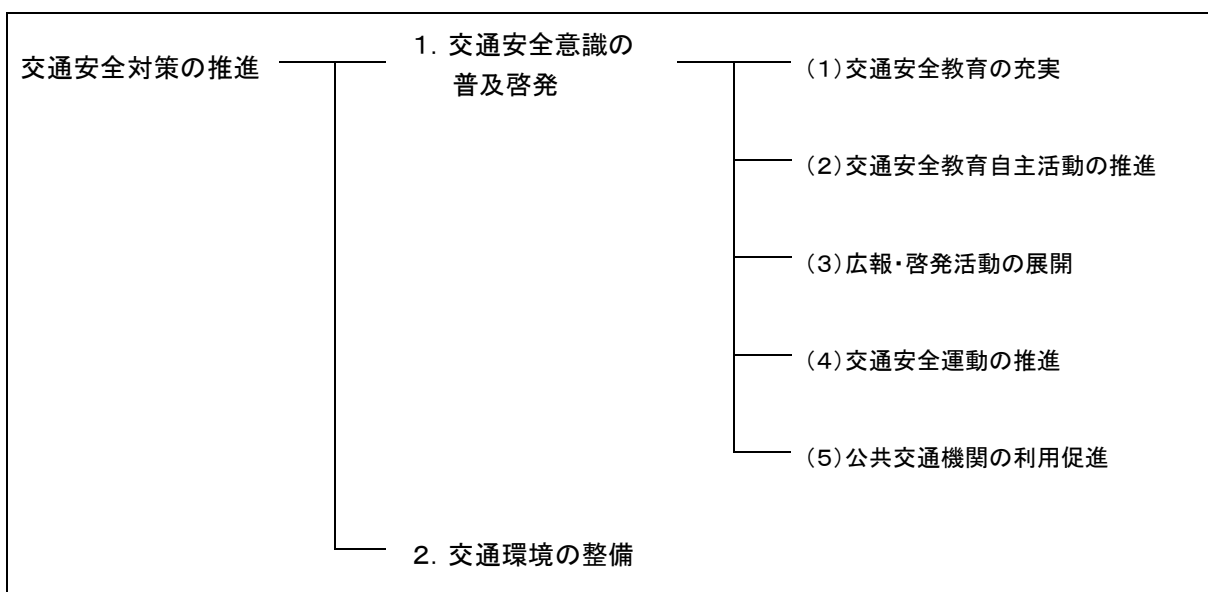 交通安全対策の推進
1．交通安全意識の
普及啓発
（1）交通安全教育の充実
（2）交通安全教育自主活動の推進
（3）広報・啓発活動の展開
（4）交通安全運動の推進
（5）公共交通機関の利用促進
2．交通環境の整備